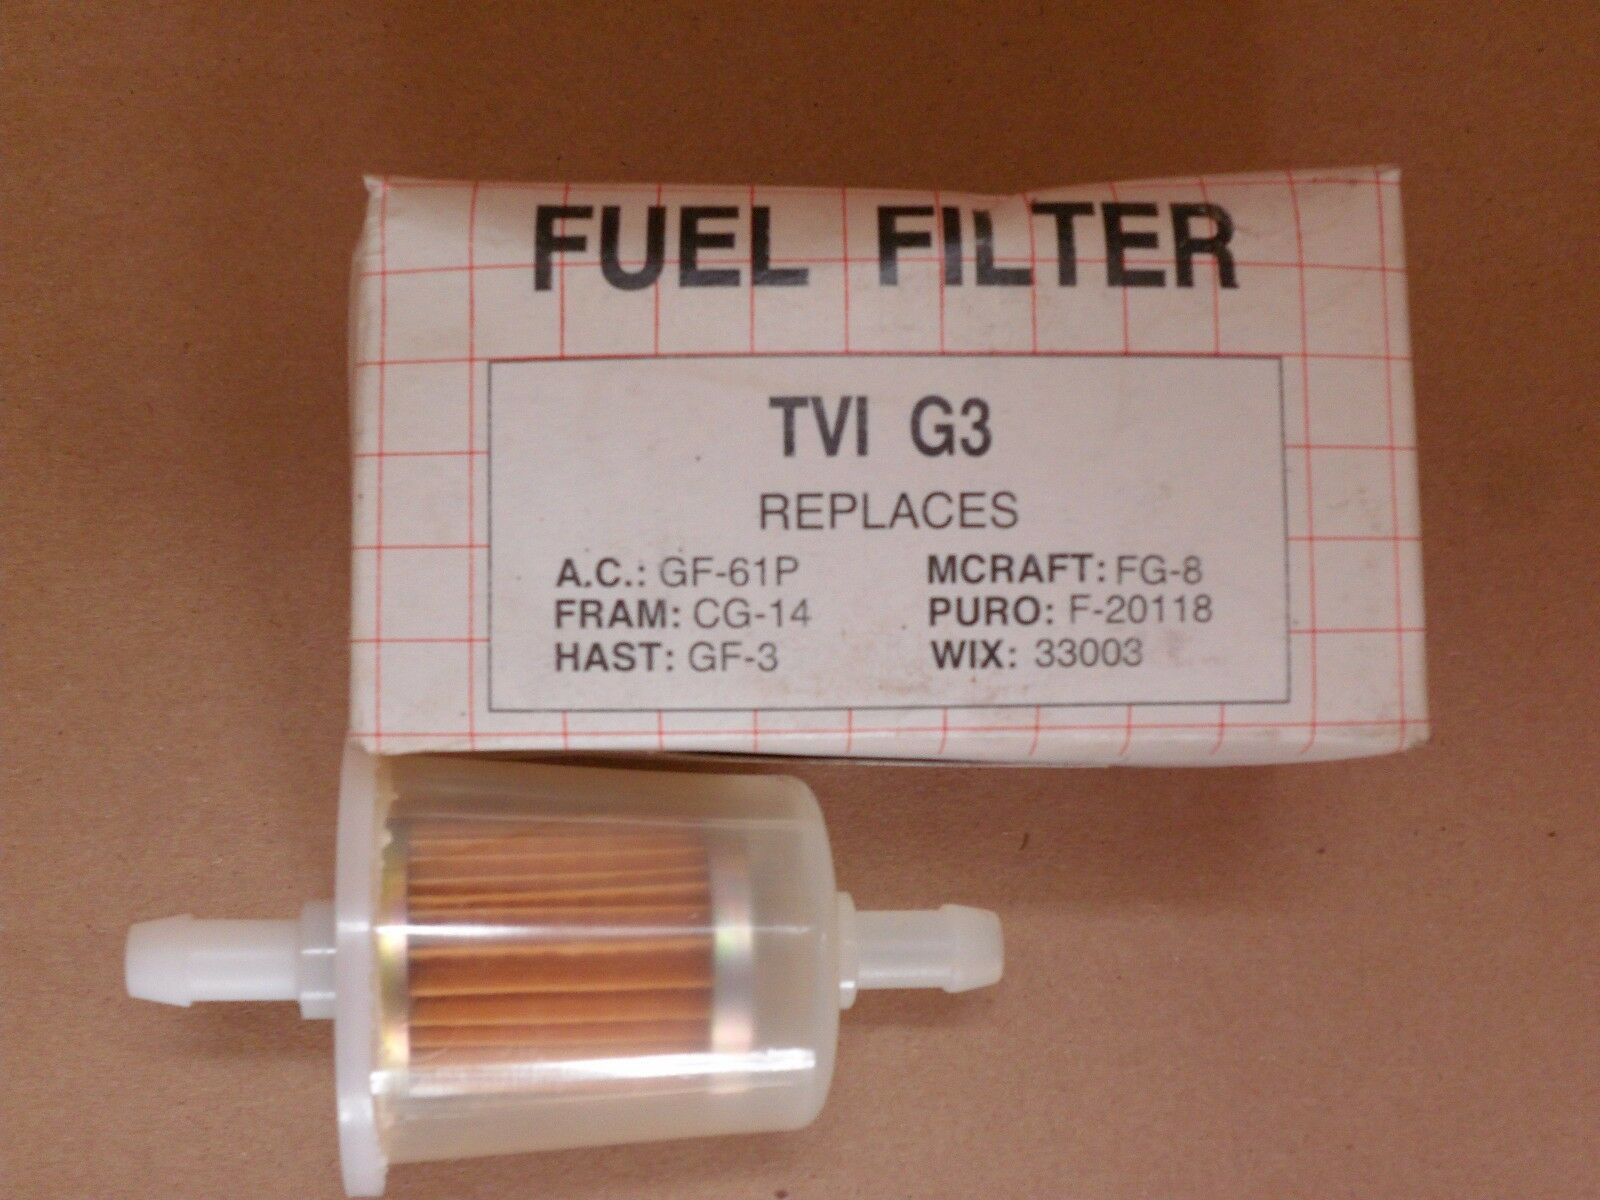 FUEL FILTER
TVI G3
REPLACES
A.C.: GF-61P
FRAM: CG-14
HAST: GF-3
MCRAFT: FG-8
PURO: F-20118
WIX: 33003